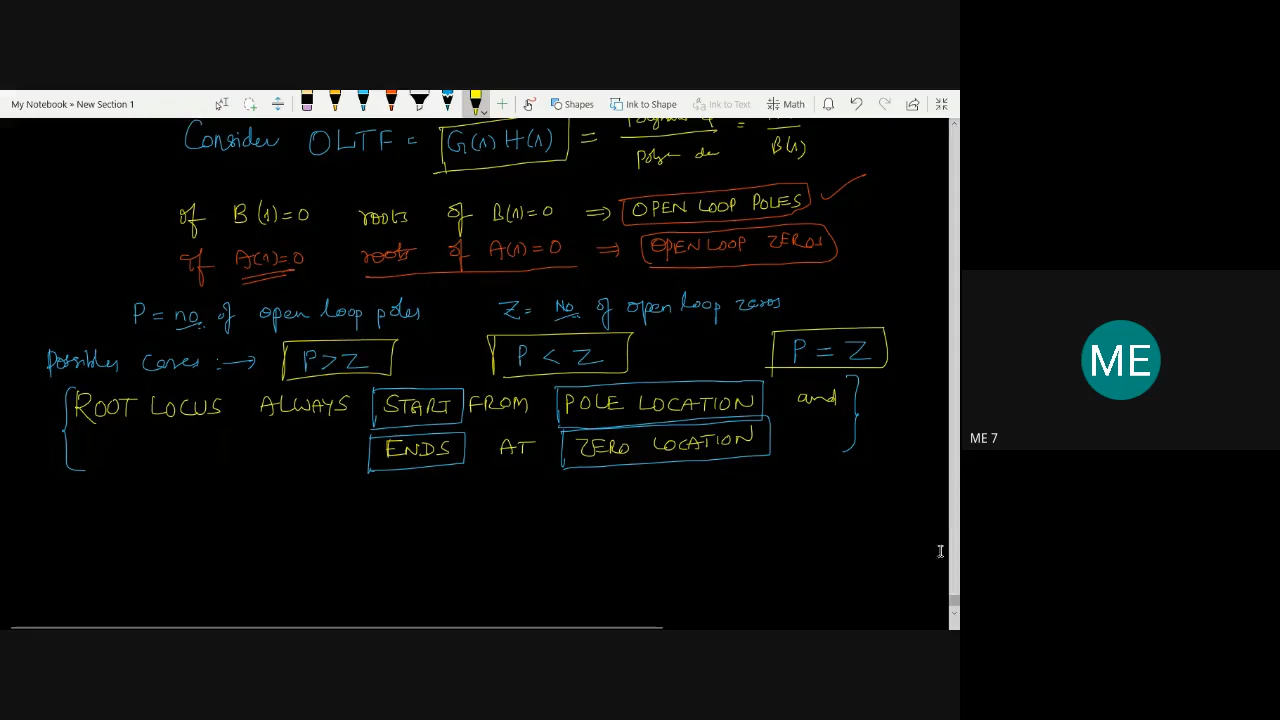 My Notebook » New Section 1
Shapes Ink to Shape Ink to Text Math
Consider OLTF = G(s) H(s) = =
B(s)
of B(s)=0 roots of B(s)=0 ⇒ OPEN LOOP POLES ✓
of A(s)=0 roots of A(s)=0 ⇒ OPEN LOOP ZEROS
P = no. of open loop poles Z = No. of open loop zeros
Possibles cases :→ P>Z P < Z P = Z
{ROOT LOCUS ALWAYS START FROM POLE LOCATION and}
ENDS AT ZERO LOCATION
ME
ME 7